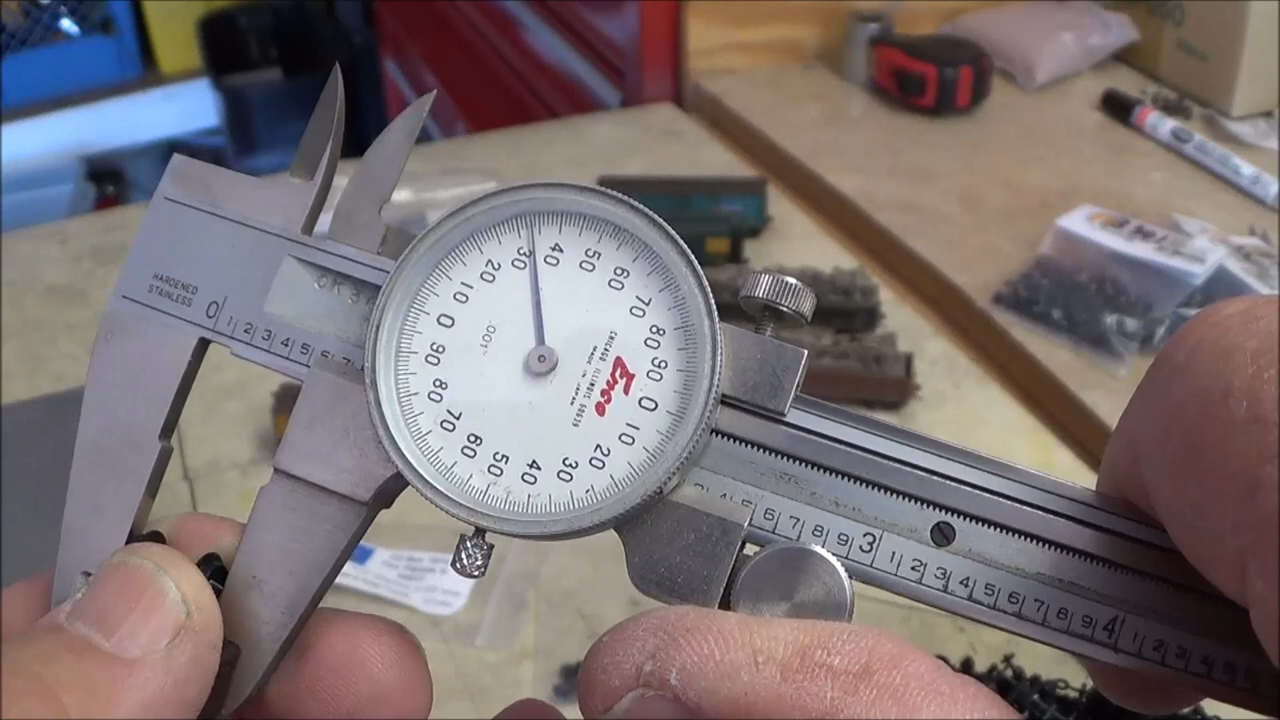 HARDENED
STAINLESS
0 1 2 3 4 5 6 7
0 10 20 30 40 50 60 70 80 90 0 10 20 30 40 50 60 70 80 90
.001"
Enco
CHICAGO ILLINOIS 60639
MADE IN JAPAN
6 7 8 9 3 1 2 3 4 5 6 7 8 9 4 1 2 3